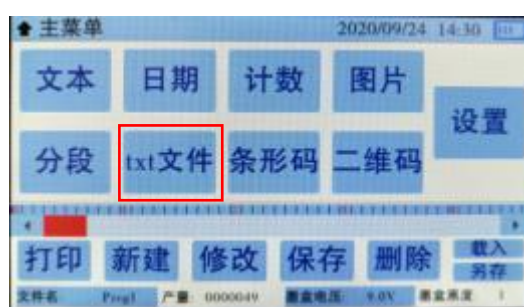 主菜单 2020/09/24 14:30
文本 日期 计数 图片
设置
分段 txt文件 条形码 二维码
打印 新建 修改 保存 删除 载入
另存
文件名 Prog1 产量: 0000049 墨盒电压: 9.0V 墨盒高度 1